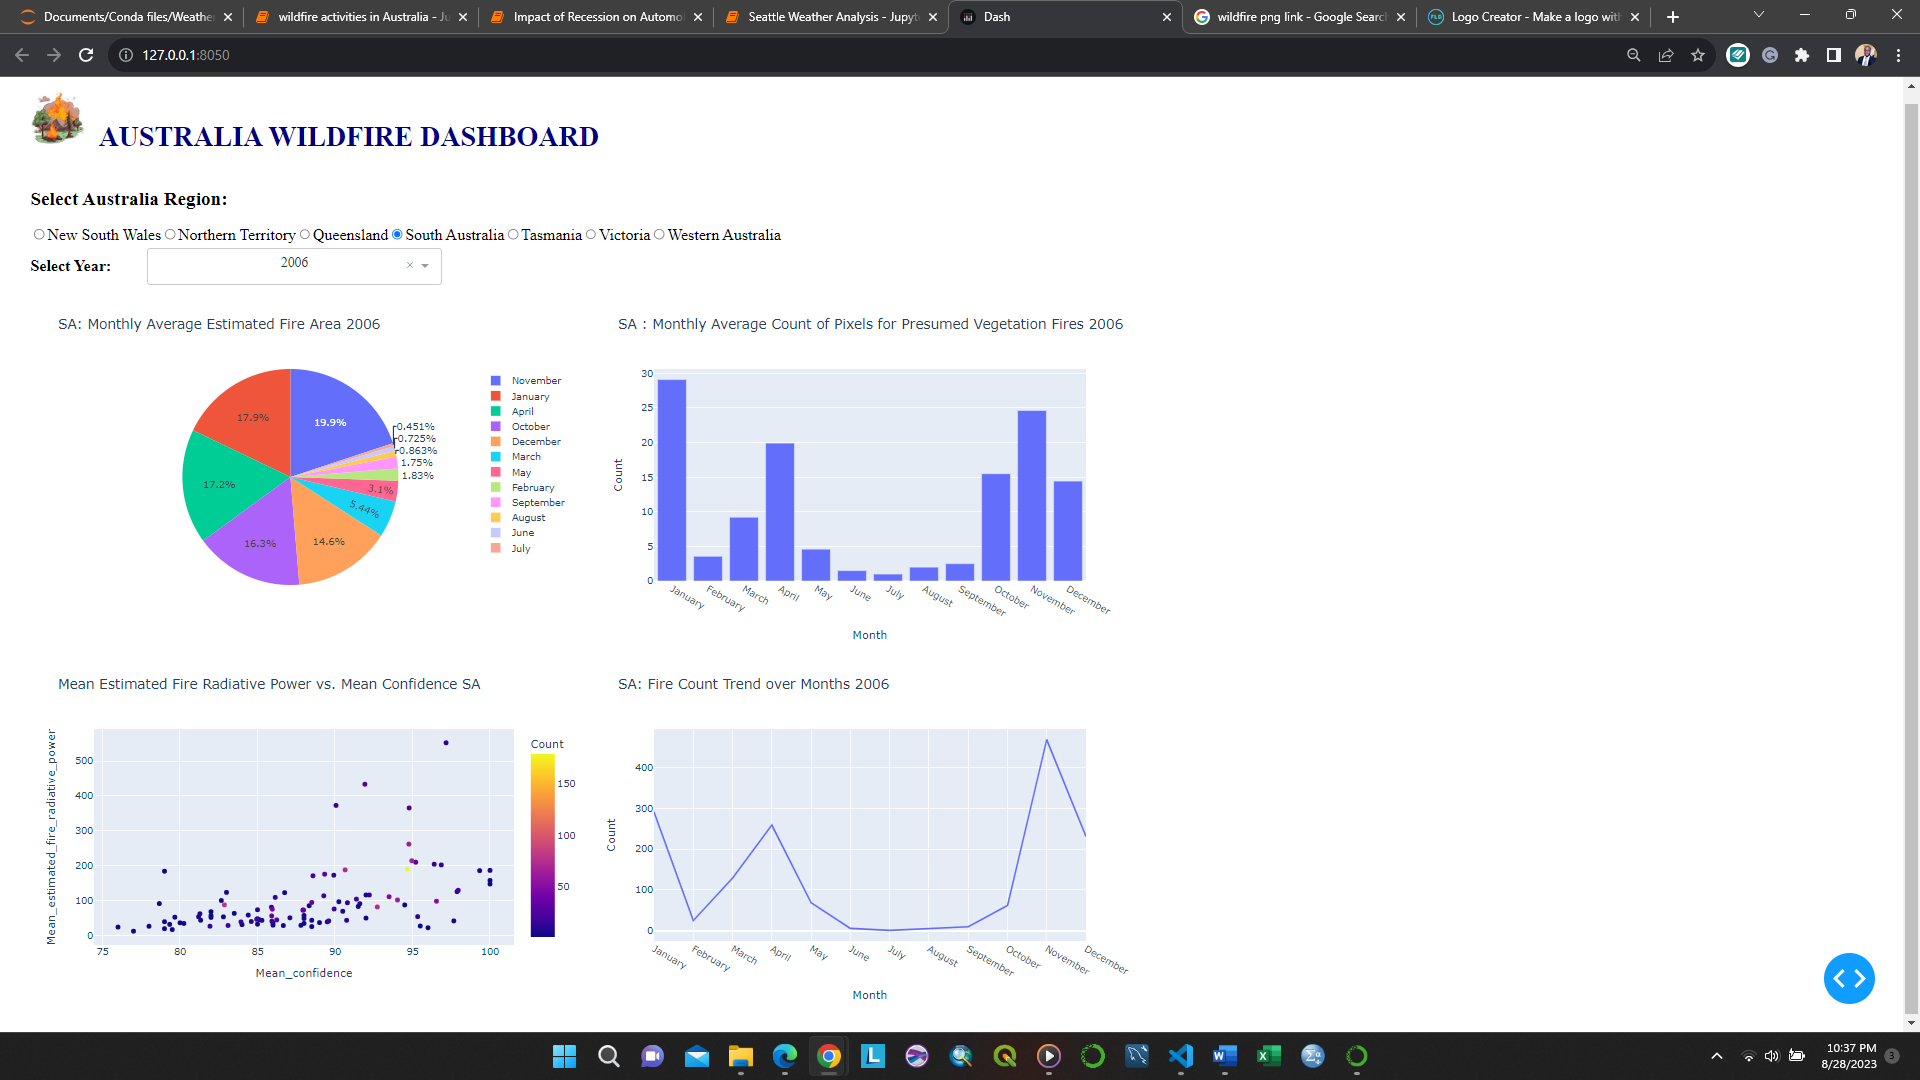 Documents/Conda files/Weather
wildfire activities in Australia - Ju
Impact of Recession on Automo
Seattle Weather Analysis - Jupyt
Dash
wildfire png link - Google Search
Logo Creator - Make a logo with
127.0.0.1:8050
AUSTRALIA WILDFIRE DASHBOARD
Select Australia Region:
New South Wales Northern Territory Queensland South Australia Tasmania Victoria Western Australia
Select Year:
2006
SA: Monthly Average Estimated Fire Area 2006
19.9%
17.9%
17.2%
16.3%
14.6%
5.44%
3.1%
0.451%
0.725%
0.863%
1.75%
1.83%
November
January
April
October
December
March
May
February
September
August
June
July
SA : Monthly Average Count of Pixels for Presumed Vegetation Fires 2006
Count
30
25
20
15
10
5
0
January
February
March
April
May
June
July
August
September
October
November
December
Month
Mean Estimated Fire Radiative Power vs. Mean Confidence SA
Mean_estimated_fire_radiative_power
500
400
300
200
100
0
75
80
85
90
95
100
Mean_confidence
Count
150
100
50
SA: Fire Count Trend over Months 2006
Count
400
300
200
100
0
January
February
March
April
May
June
July
August
September
October
November
December
Month
10:37 PM
8/28/2023
3